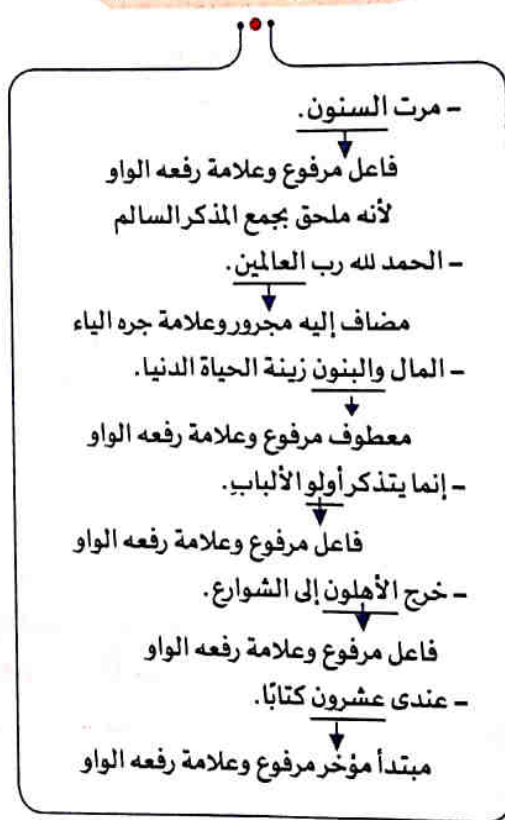 – مرت السنون.
فاعل مرفوع وعلامة رفعه الواو
لأنه ملحق بجمع المذكر السالم
– الحمد لله رب العالمين.
مضاف إليه مجرور وعلامة جره الياء
– المال والبنون زينة الحياة الدنيا.
معطوف مرفوع وعلامة رفعه الواو
– إنما يتذكر أولو الألبابِ.
فاعل مرفوع وعلامة رفعه الواو
– خرج الأهلون إلى الشوارع.
فاعل مرفوع وعلامة رفعه الواو
– عندى عشرون كتابًا.
مبتدأ مؤخر مرفوع وعلامة رفعه الواو